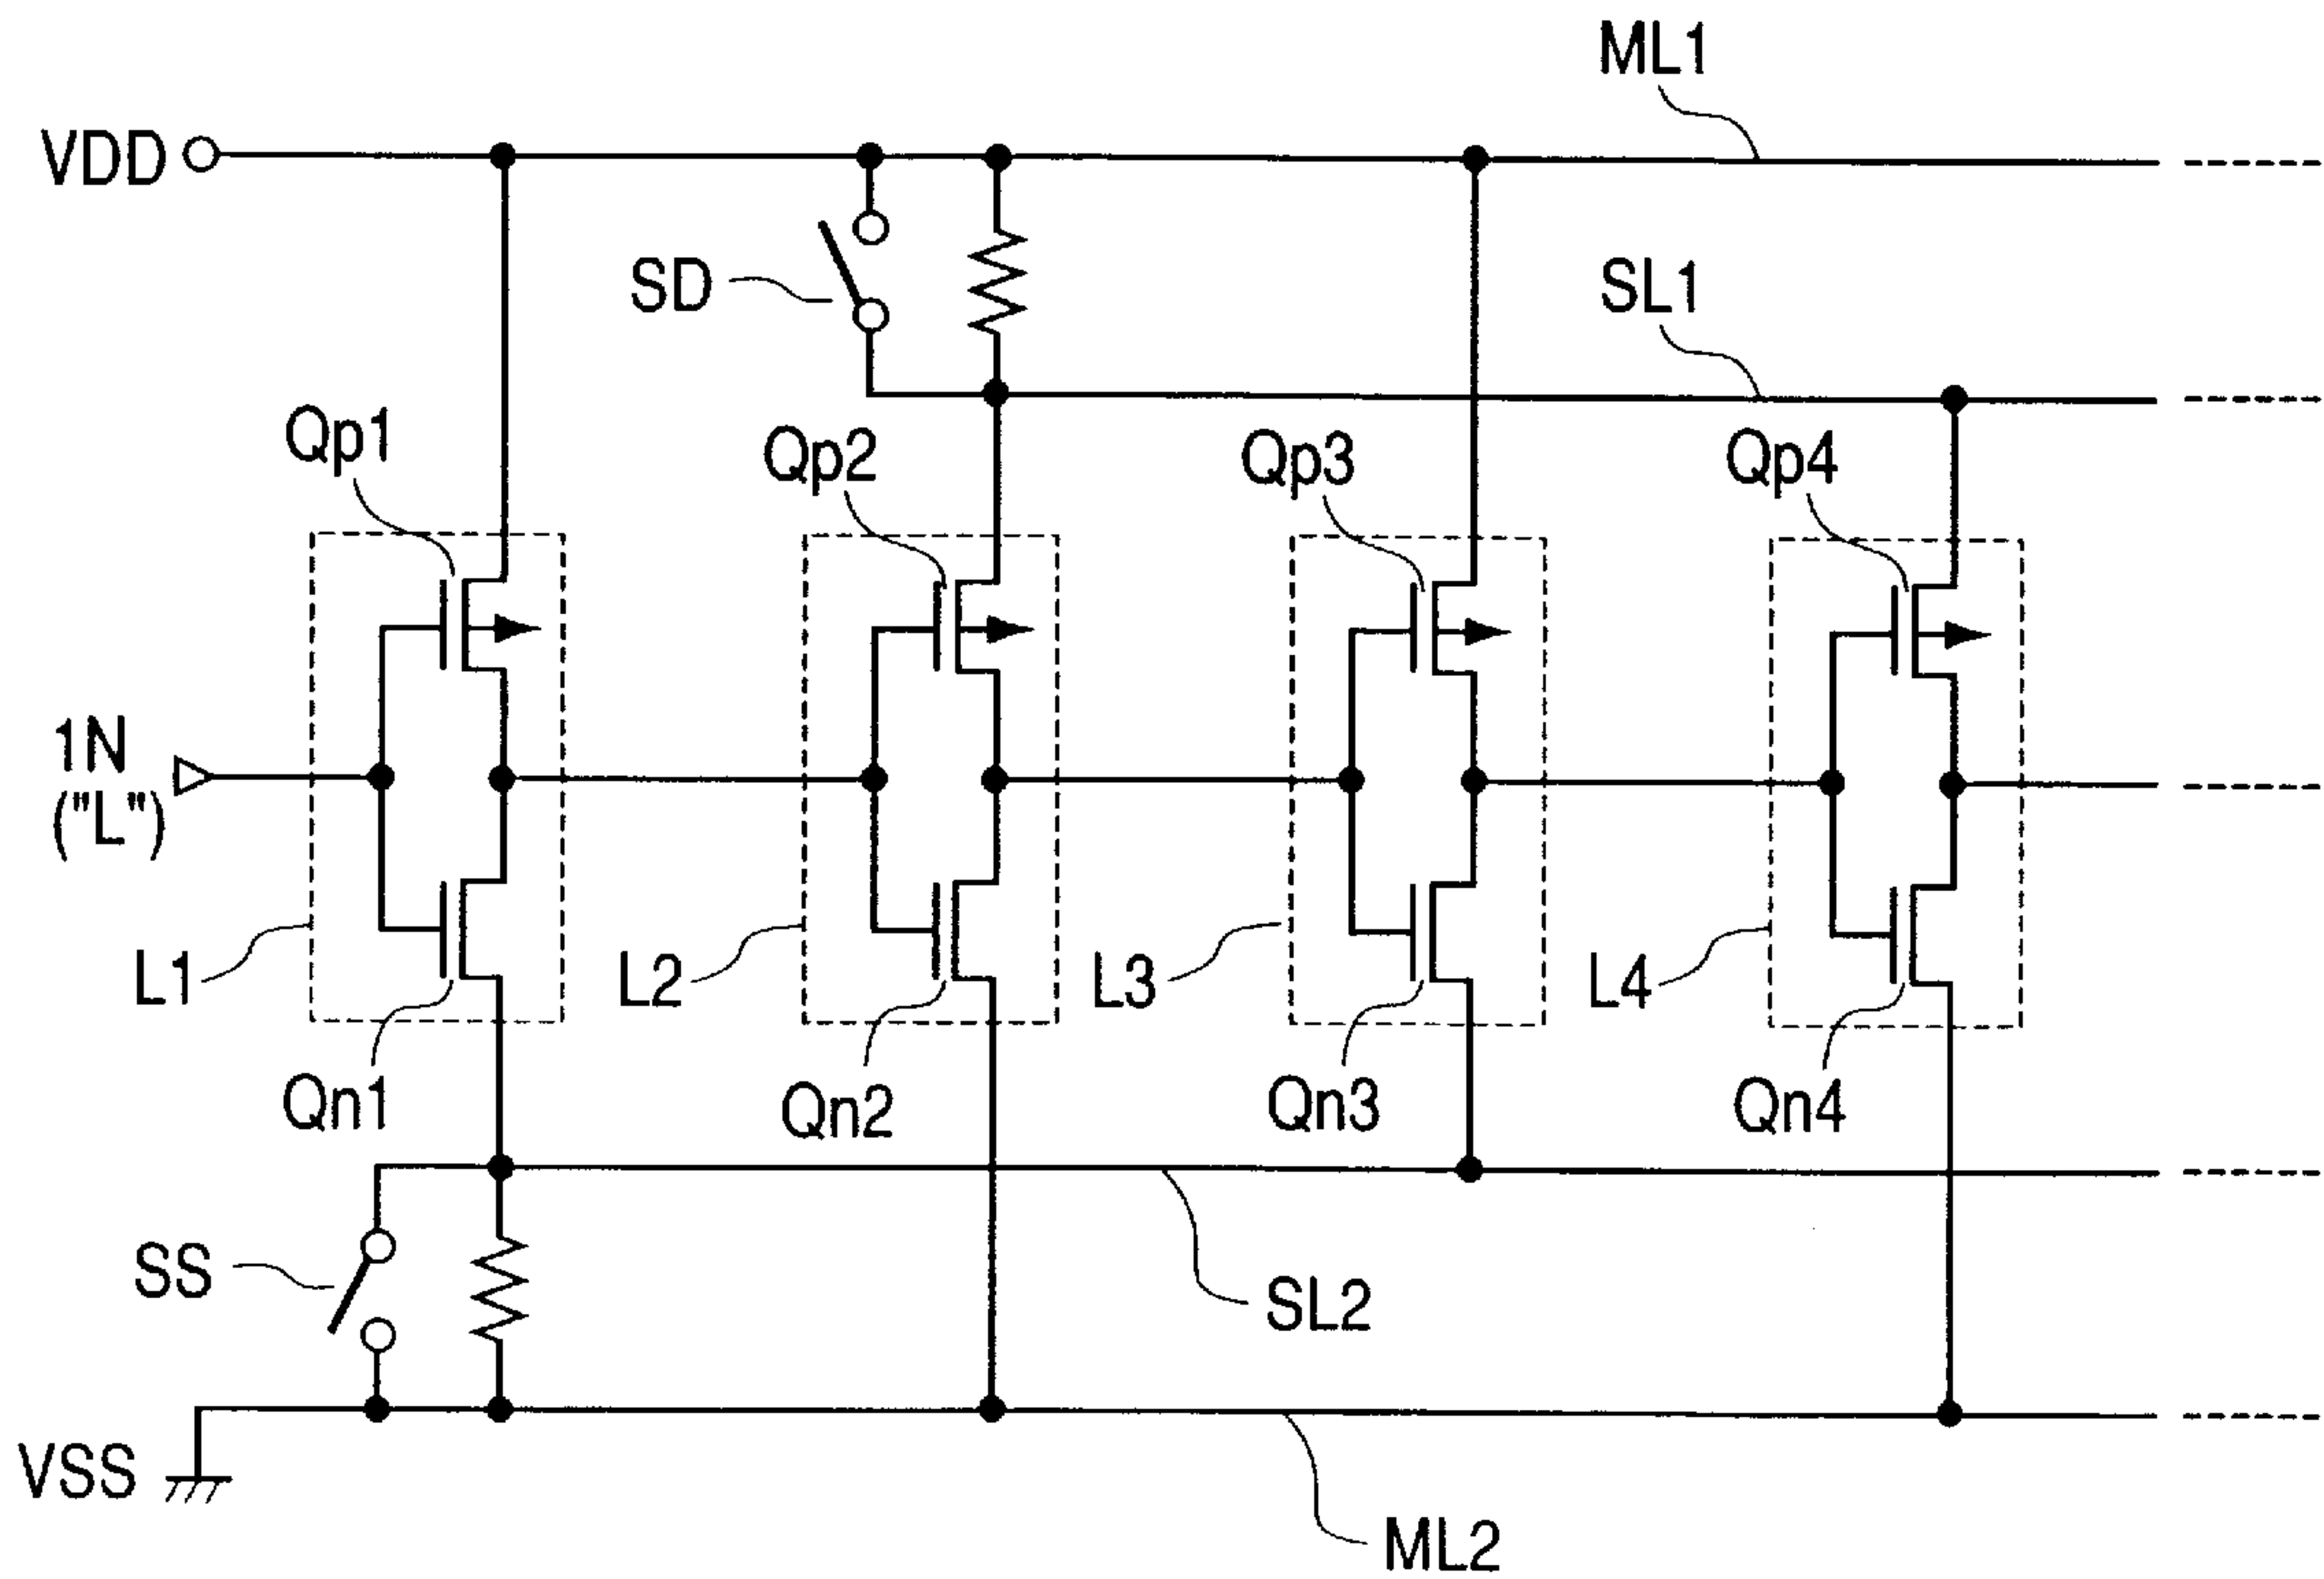 ML1
VDD
SD
SL1
Qp1
Qp2
Qp3
Qp4
1N
("L")
L1
L2
L3
L4
Qn1
Qn2
Qn3
Qn4
SS
SL2
VSS
ML2